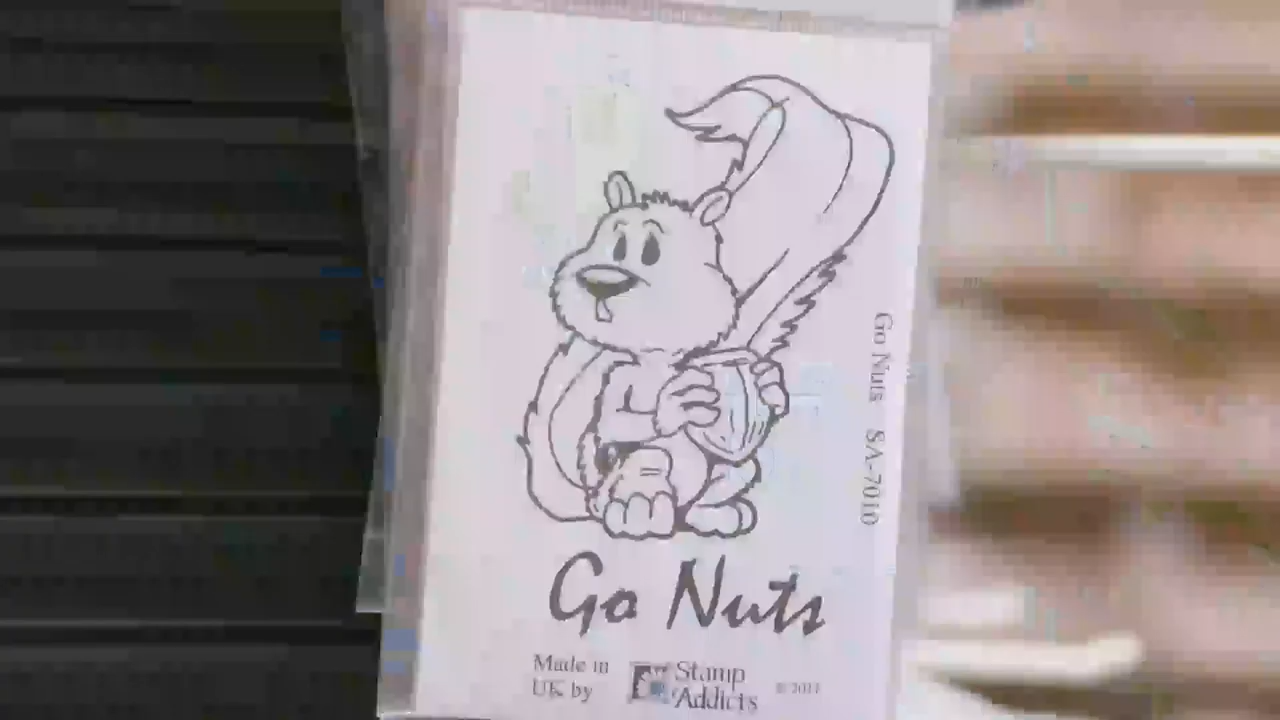 Go Nuts SA-7010
Go Nuts
Made in
UK by
Stamp
Addicts